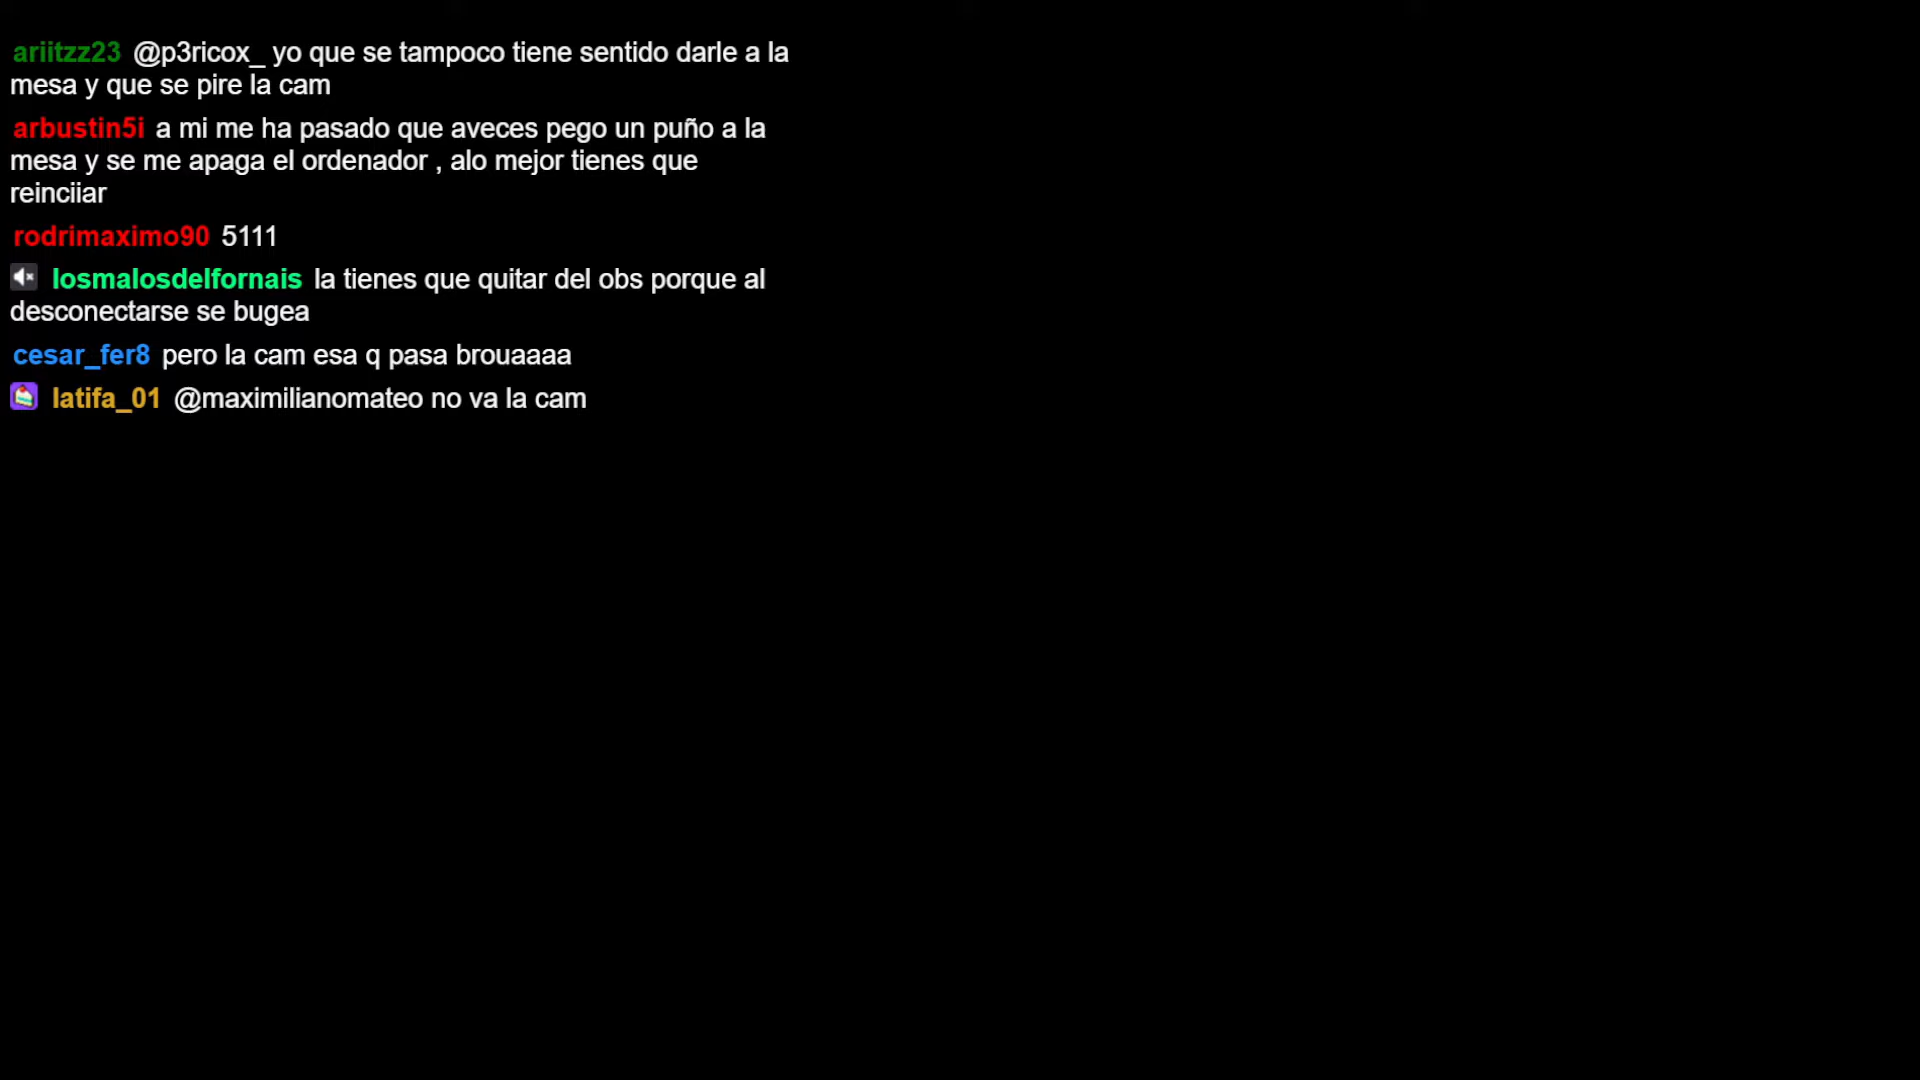 ariitzz23 @p3ricox_ yo que se tampoco tiene sentido darle a la
mesa y que se pire la cam
arbustin5i a mi me ha pasado que aveces pego un puño a la
mesa y se me apaga el ordenador , alo mejor tienes que
reinciiar
rodrimaximo90 5111
losmalosdelfornais la tienes que quitar del obs porque al
desconectarse se bugea
cesar_fer8 pero la cam esa q pasa brouaaaa
latifa_01 @maximilianomateo no va la cam